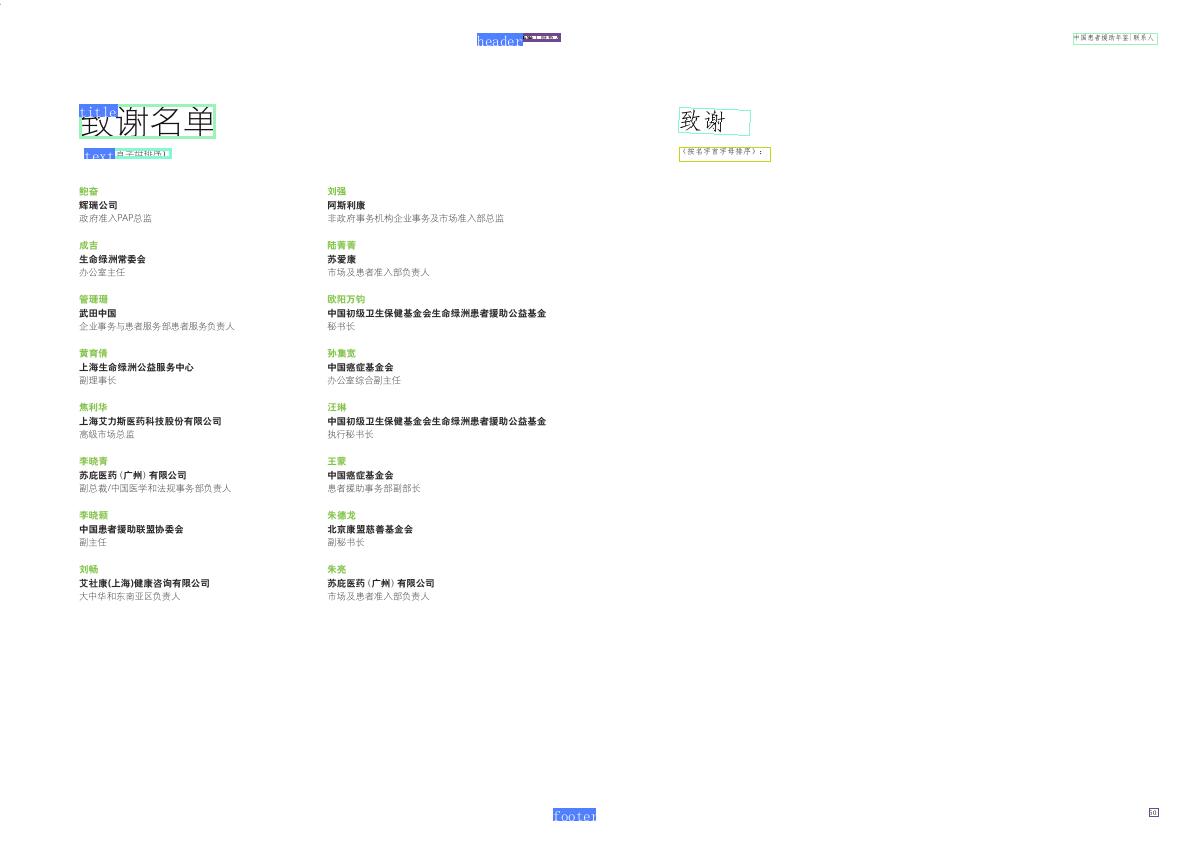 header
中国患者援助年鉴|联系人
title
致谢名单
致谢
text
首字母排序）
（按名字首字母排序）：
鲍奋
辉瑞公司
政府准入PAP总监
成吉
生命绿洲常委会
办公室主任
管珊珊
武田中国
企业事务与患者服务部患者服务负责人
黄育倩
上海生命绿洲公益服务中心
副理事长
焦利华
上海艾力斯医药科技股份有限公司
高级市场总监
李晓青
苏庇医药（广州）有限公司
副总裁/中国医学和法规事务部负责人
李晓颖
中国患者援助联盟协委会
副主任
刘畅
艾社康(上海)健康咨询有限公司
大中华和东南亚区负责人
刘强
阿斯利康
非政府事务机构企业事务及市场准入部总监
陆菁菁
苏爱康
市场及患者准入部负责人
欧阳万钧
中国初级卫生保健基金会生命绿洲患者援助公益基金
秘书长
孙集宽
中国癌症基金会
办公室综合副主任
汪琳
中国初级卫生保健基金会生命绿洲患者援助公益基金
执行秘书长
王蒙
中国癌症基金会
患者援助事务部副部长
朱德龙
北京康盟慈善基金会
副秘书长
朱亮
苏庇医药（广州）有限公司
市场及患者准入部负责人
footer